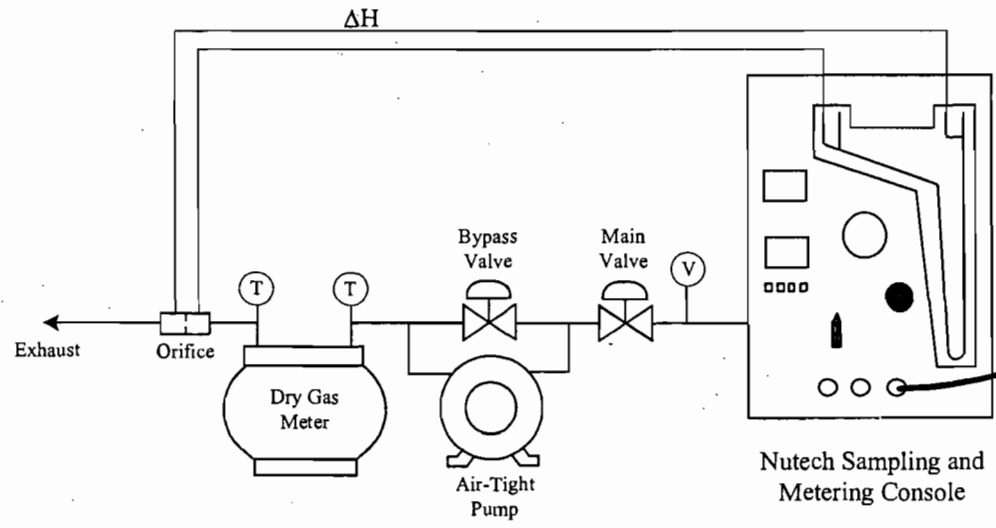 ΔH
Bypass
Valve
Main
Valve
V
T
T
Exhaust
Orifice
Dry Gas
Meter
Air-Tight
Pump
Nutech Sampling and
Metering Console